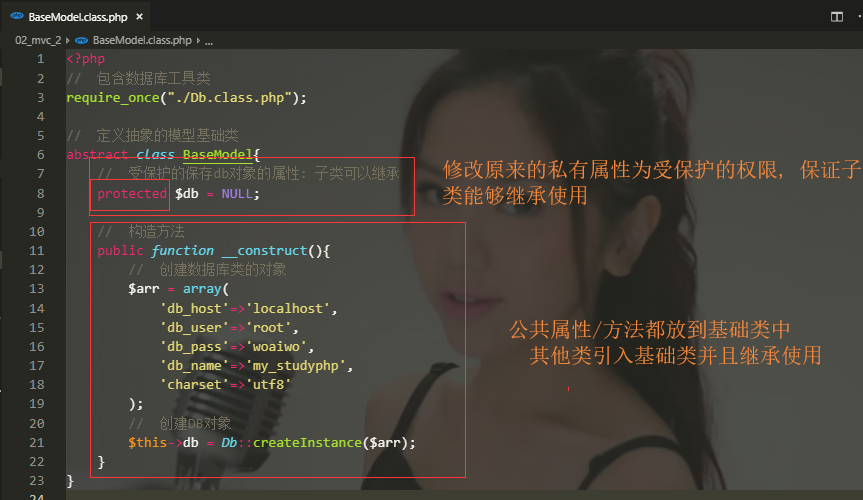 BaseModel.class.php ×
02_mvc_2 BaseModel.class.php ...
1 <?php
2 // 包含数据库工具类
3 require_once("./Db.class.php");
4
5 // 定义抽象的模型基础类
6 abstract class BaseModel{
7 // 受保护的保存db对象的属性: 子类可以继承
8 protected $db = NULL;
9
10 // 构造方法
11 public function __construct(){
12 // 创建数据库类的对象
13 $arr = array(
14 'db_host'=>'localhost',
15 'db_user'=>'root',
16 'db_pass'=>'woaiwo',
17 'db_name'=>'my_studyphp',
18 'charset'=>'utf8'
19 );
20 // 创建DB对象
21 $this->db = Db::createInstance($arr);
22 }
23 }
24
修改原来的私有属性为受保护的权限, 保证子
类能够继承使用
公共属性/方法都放到基础类中
其他类引入基础类并且继承使用